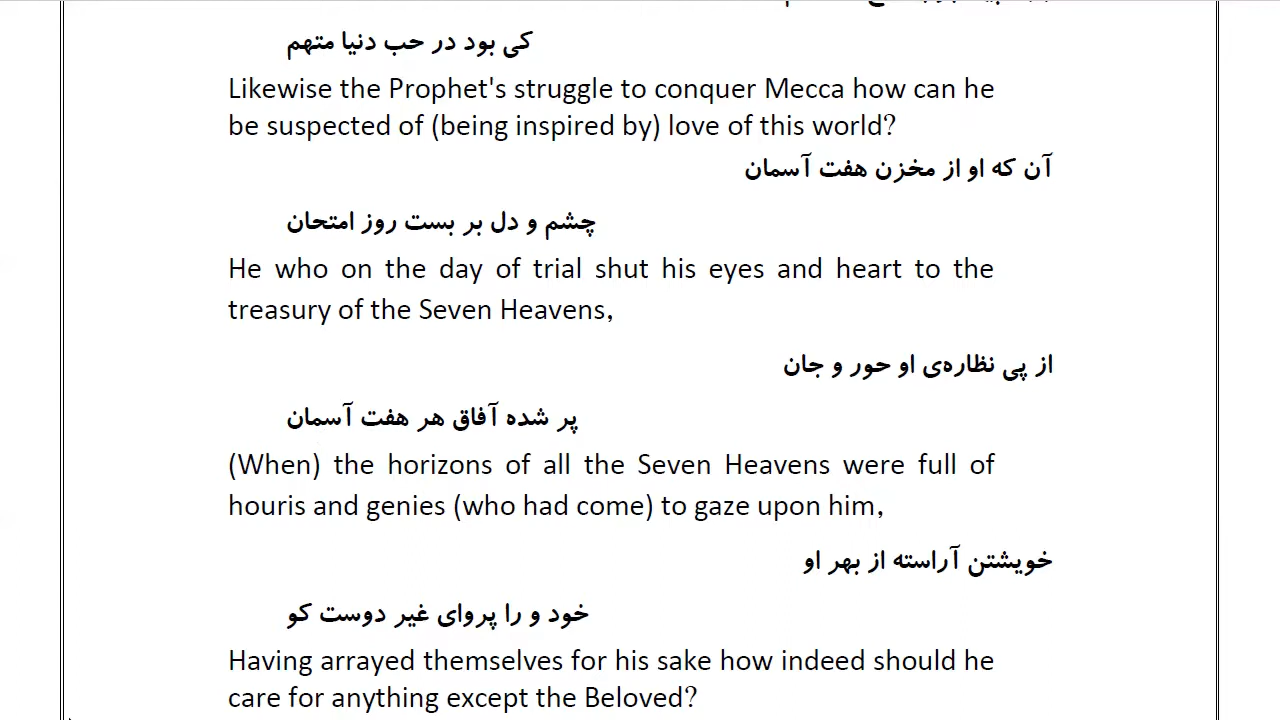 کی بود در حب دنیا متهم
Likewise the Prophet's struggle to conquer Mecca how can he
be suspected of (being inspired by) love of this world?
آن که او از مخزن هفت آسمان
چشم و دل بر بست روز امتحان
He who on the day of trial shut his eyes and heart to the
treasury of the Seven Heavens,
از پی نظاره‌ی او حور و جان
پر شده آفاق هر هفت آسمان
(When) the horizons of all the Seven Heavens were full of
houris and genies (who had come) to gaze upon him,
خویشتن آراسته از بهر او
خود و را پروای غیر دوست کو
Having arrayed themselves for his sake how indeed should he
care for anything except the Beloved?